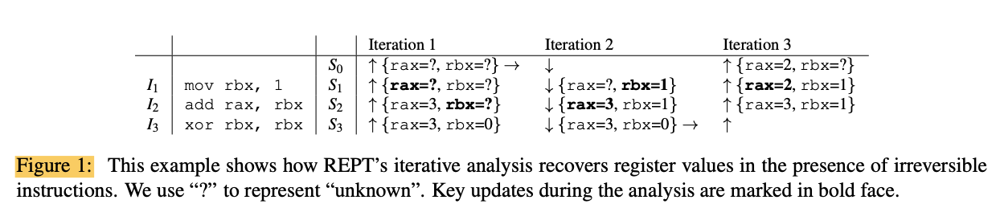 Iteration 1 Iteration 2 Iteration 3
S0 ↑{rax=?, rbx=?}→ ↓ ↑{rax=2, rbx=?}
I1 mov rbx, 1 S1 ↑{rax=?, rbx=?} ↓{rax=?, rbx=1} ↑{rax=2, rbx=1}
I2 add rax, rbx S2 ↑{rax=3, rbx=?} ↓{rax=3, rbx=1} ↑{rax=3, rbx=1}
I3 xor rbx, rbx S3 ↑{rax=3, rbx=0} ↓{rax=3, rbx=0}→ ↑
Figure 1: This example shows how REPT’s iterative analysis recovers register values in the presence of irreversible
instructions. We use “?” to represent “unknown”. Key updates during the analysis are marked in bold face.